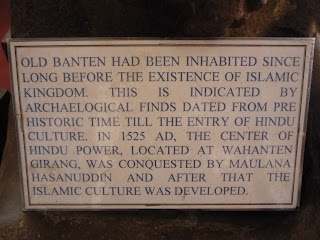 OLD BANTEN HAD BEEN INHABITED SINCE
LONG BEFORE THE EXISTENCE OF ISLAMIC
KINGDOM. THIS IS INDICATED BY
ARCHAELOGICAL FINDS DATED FROM PRE
HISTORIC TIME TILL THE ENTRY OF HINDU
CULTURE. IN 1525 AD, THE CENTER OF
HINDU POWER, LOCATED AT WAHANTEN
GIRANG, WAS CONQUESTED BY MAULANA
HASANUDDIN AND AFTER THAT THE
ISLAMIC CULTURE WAS DEVELOPED.